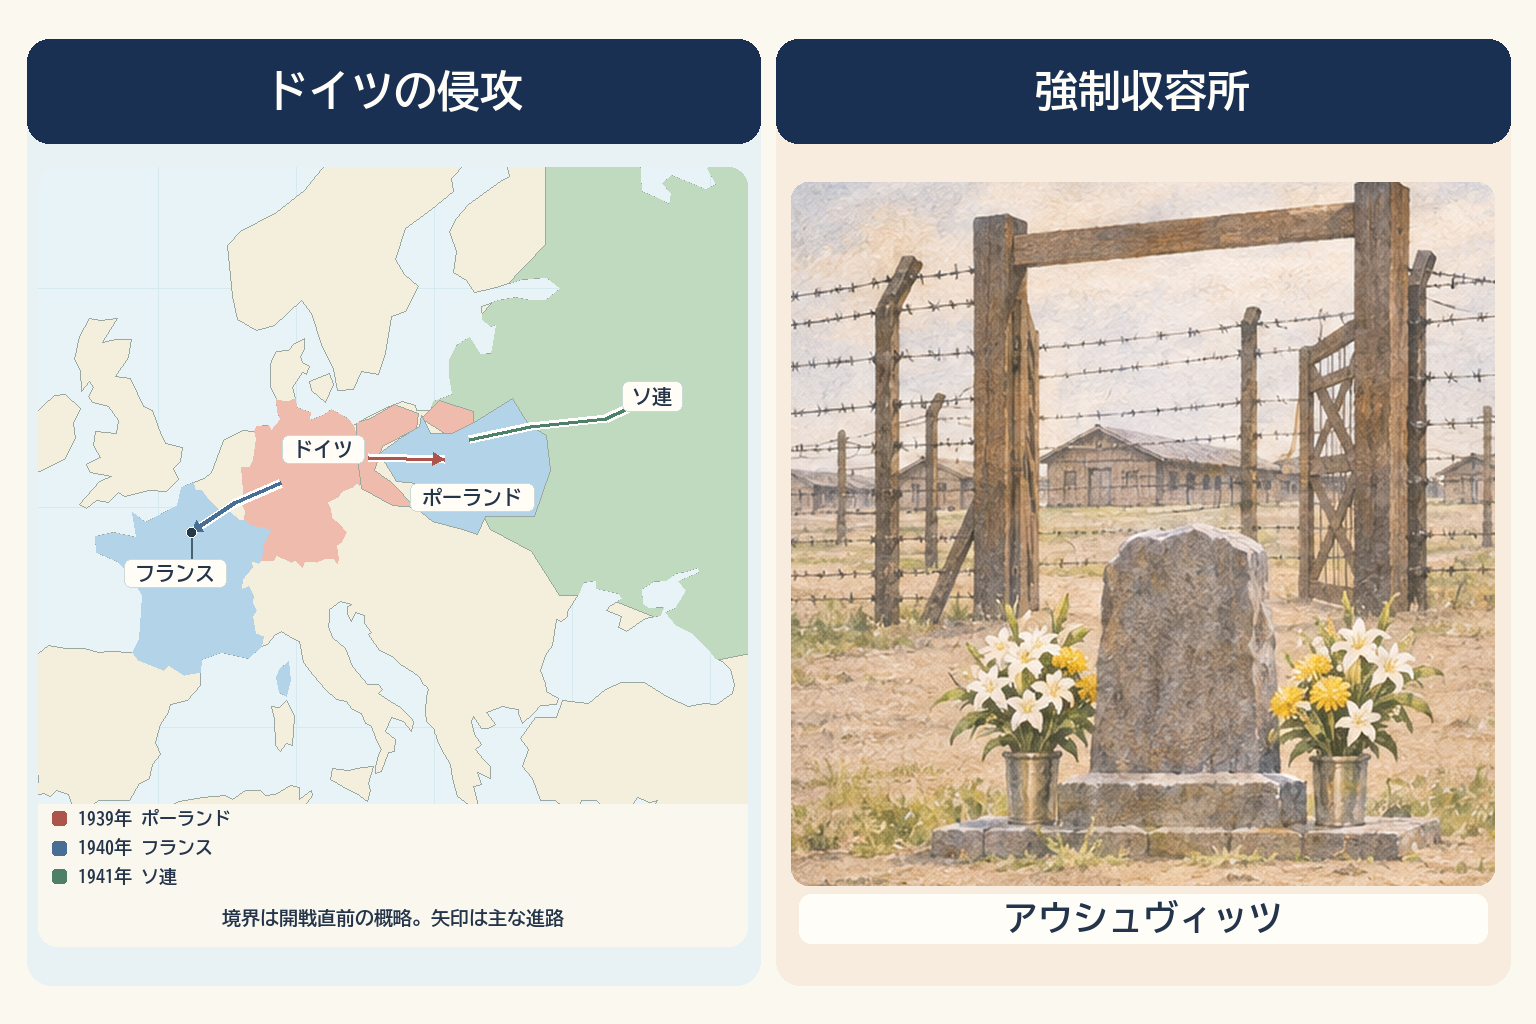 ドイツの侵攻
ソ連
ドイツ
ポーランド
フランス
1939年 ポーランド
1940年 フランス
1941年 ソ連
境界は開戦直前の概略。矢印は主な進路
強制収容所
アウシュヴィッツ